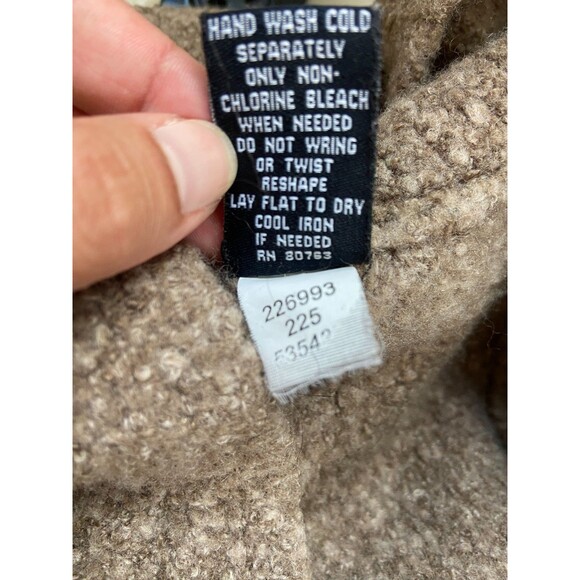 HAND WASH COLD
SEPARATELY
ONLY NON-
CHLORINE BLEACH
WHEN NEEDED
DO NOT WRING
OR TWIST
RESHAPE
LAY FLAT TO DRY
COOL IRON
IF NEEDED
RN 80763
226993
225